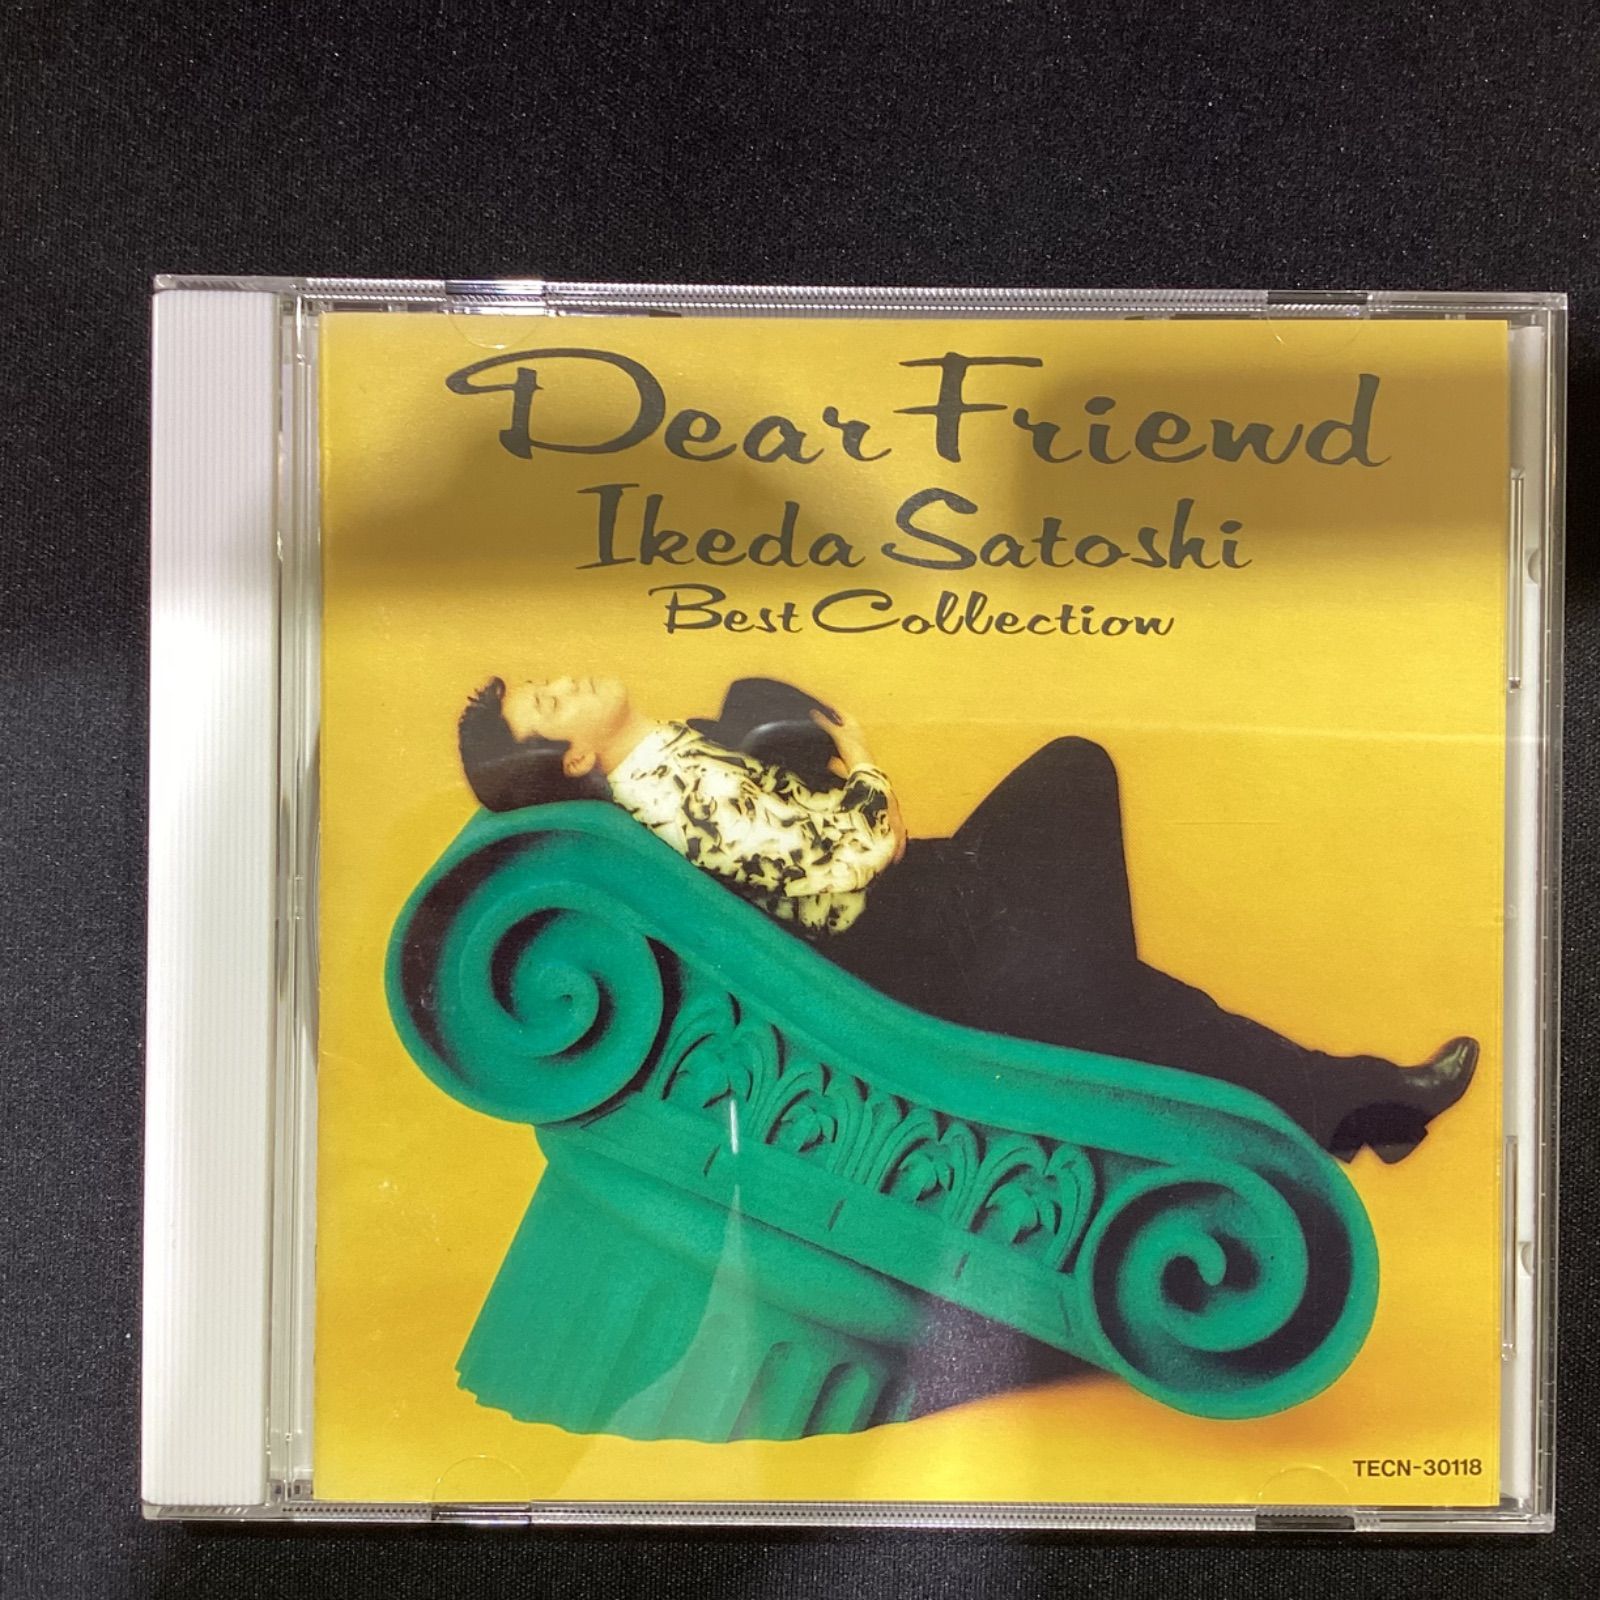 Dear Friend
Ikeda Satoshi
Best Collection
TECN-30118